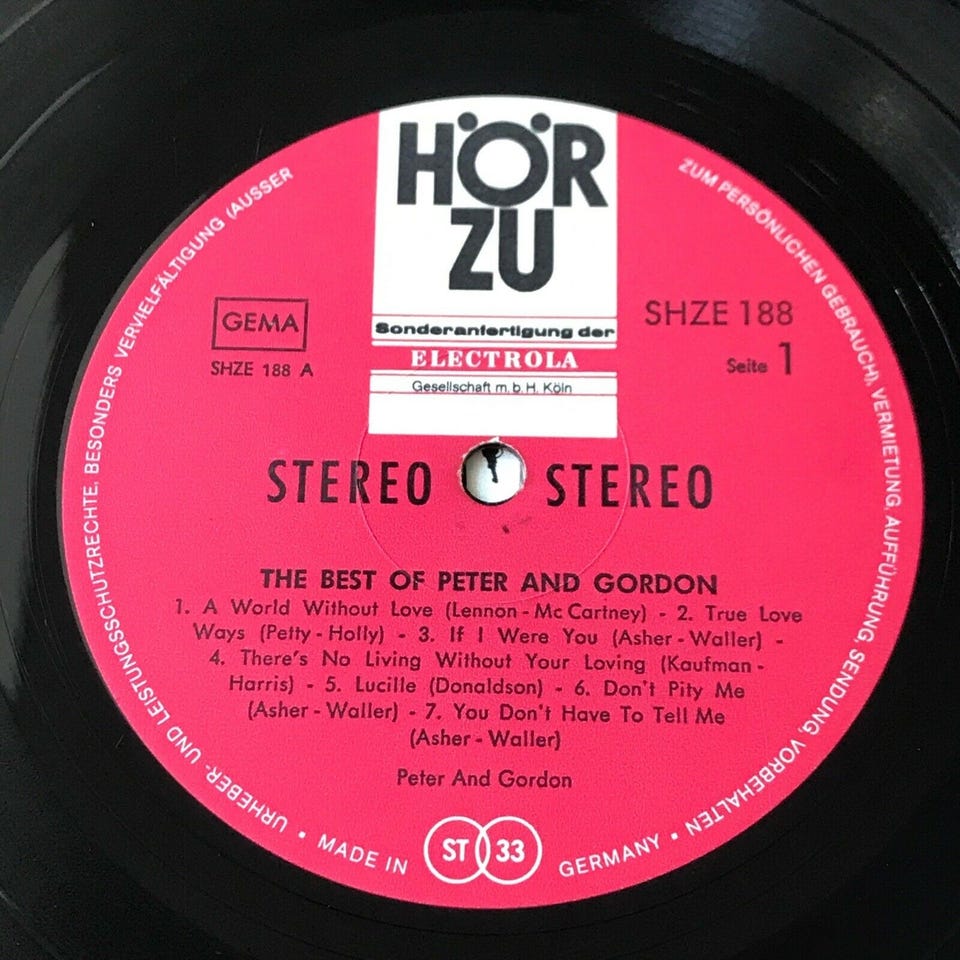 HÖR
ZU
Sonderanfertigung der
ELECTROLA
Gesellschaft m.b.H. Köln
GEMA
SHZE 188 A
SHZE 188
Seite 1
STEREO STEREO
THE BEST OF PETER AND GORDON
1. A World Without Love (Lennon - Mc Cartney) - 2. True Love
Ways (Petty - Holly) - 3. If I Were You (Asher - Waller) -
4. There's No Living Without Your Loving (Kaufman -
Harris) - 5. Lucille (Donaldson) - 6. Don't Pity Me
(Asher - Waller) - 7. You Don't Have To Tell Me
(Asher - Waller)
Peter And Gordon
ST 33
URHEBER- UND LEISTUNGSSCHUTZRECHTE, BESONDERS VERVIELFÄLTIGUNG (AUSSER
ZUM PERSÖNLICHEN GEBRAUCH), VERMIETUNG, AUFFÜHRUNG, SENDUNG, VORBEHALTEN
• MADE IN GERMANY •